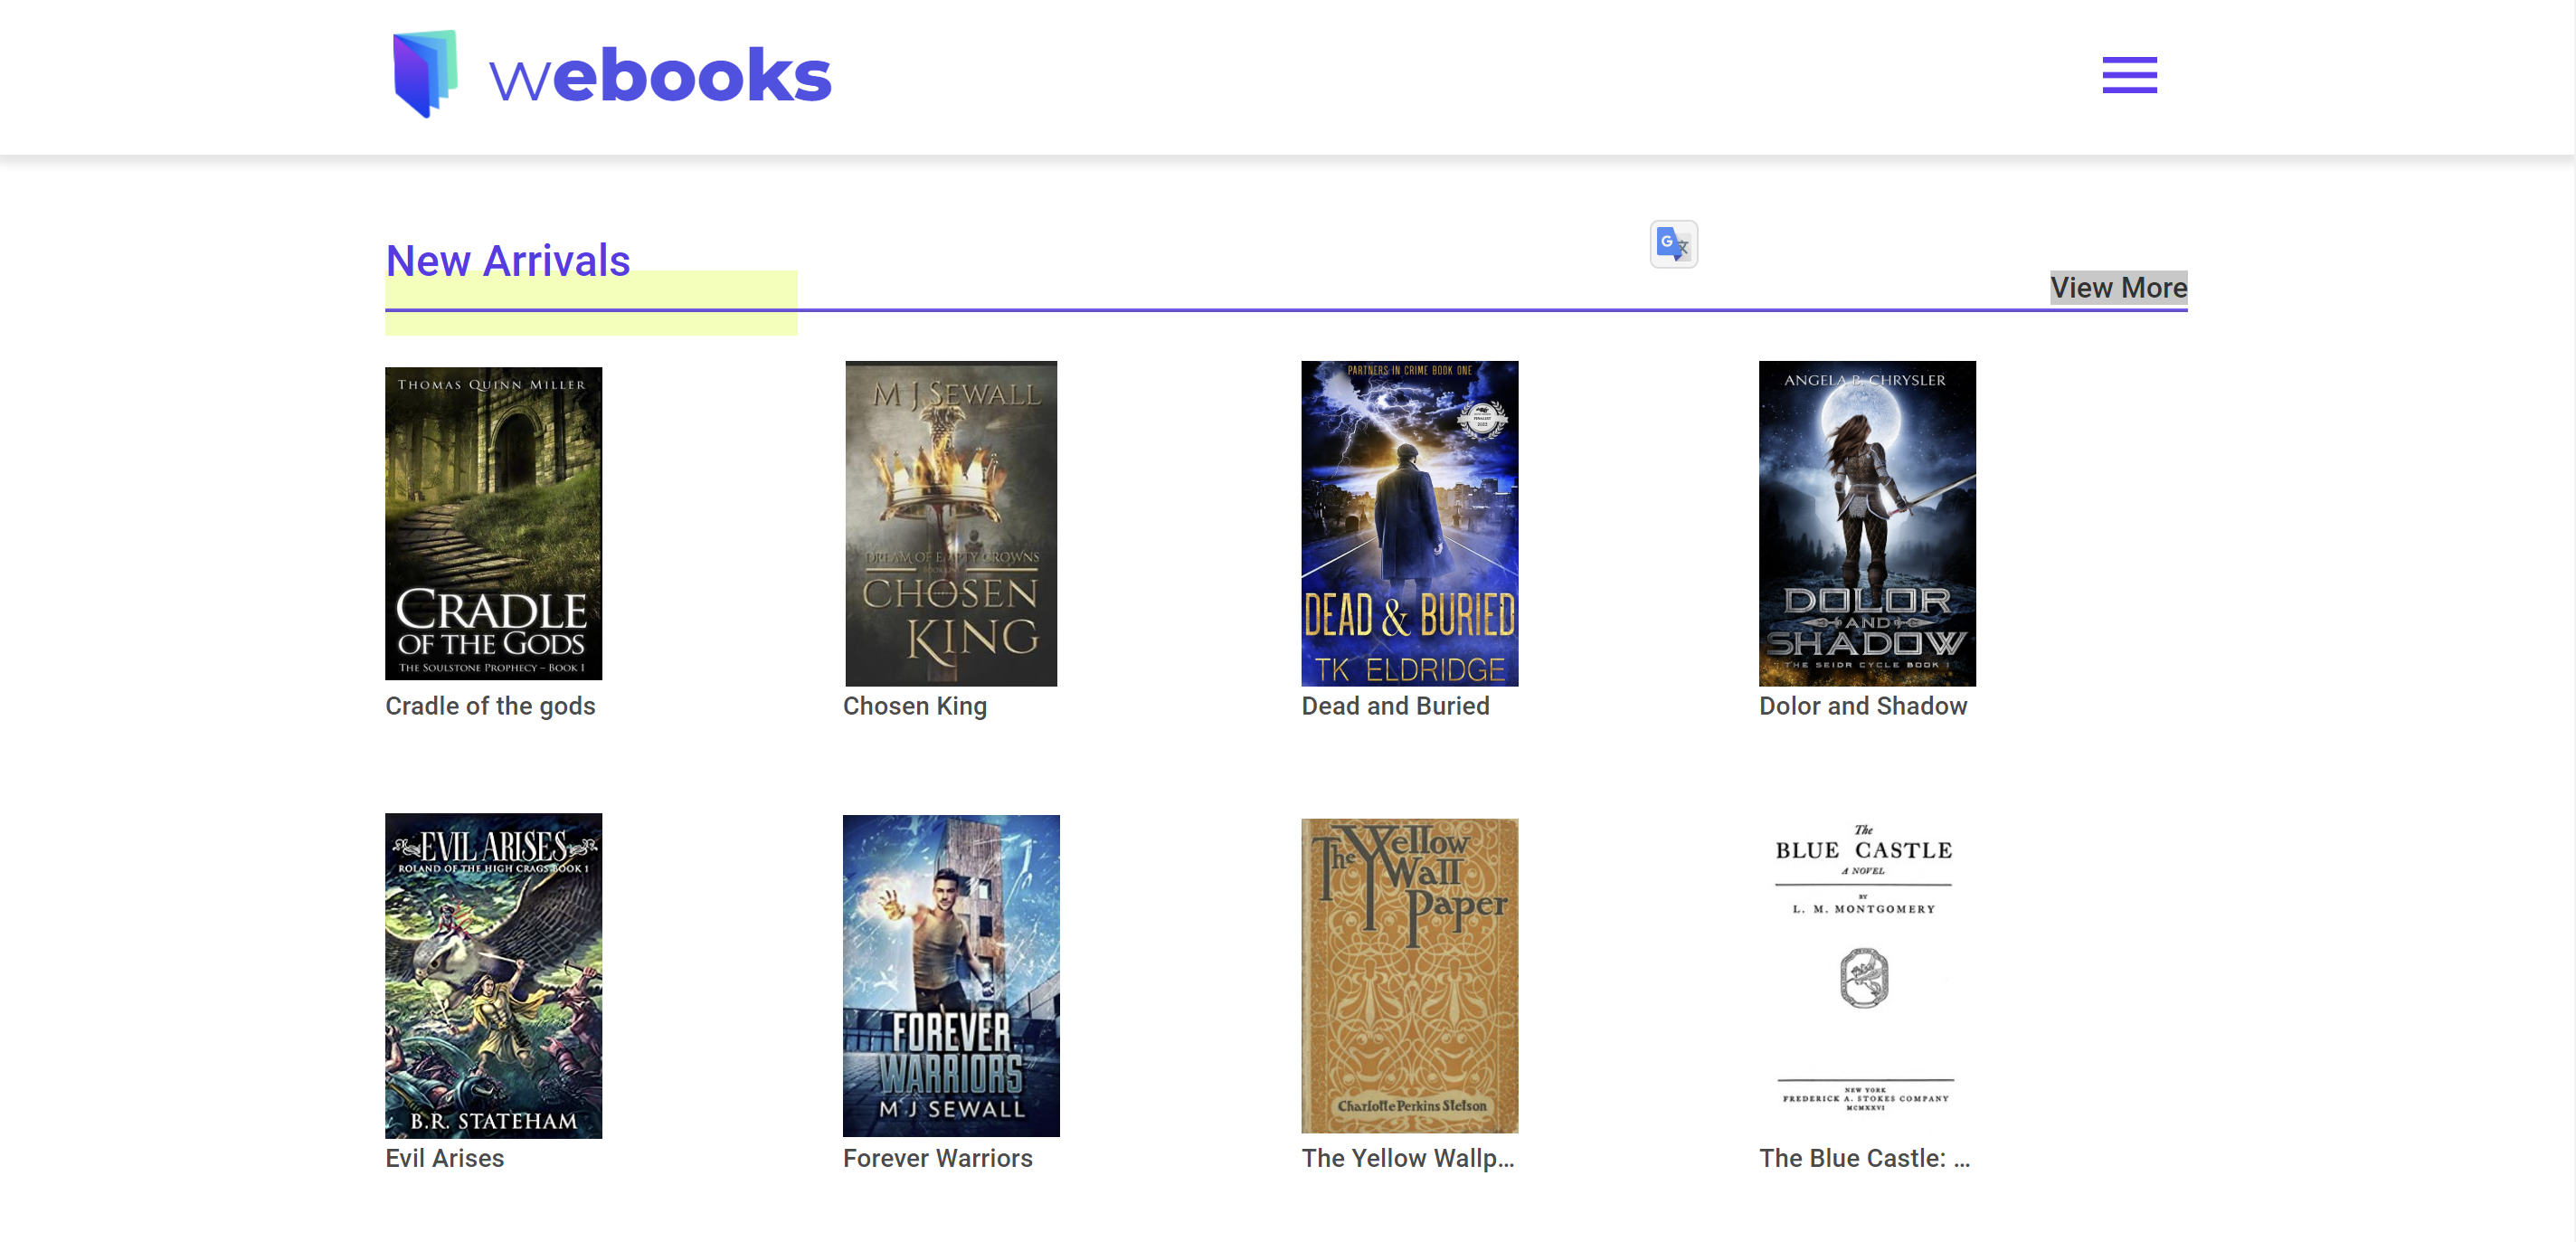 webooks
New Arrivals
View More
THOMAS QUINN MILLER
CRADLE
OF THE GODS
THE SOULSTONE PROPHECY – BOOK I
Cradle of the gods
M J SEWALL
DREAM OF EMPTY CROWNS
CHOSEN
KING
Chosen King
PARTNERS IN CRIME BOOK ONE
DEAD & BURIED
TK ELDRIDGE
Dead and Buried
ANGELA B. CHRYSLER
DOLOR
AND
SHADOW
THE SEIDR CYCLE BOOK 1
Dolor and Shadow
EVIL ARISES
ROLAND OF THE HIGH CRAGS BOOK 1
B.R. STATEHAM
Evil Arises
FOREVER
WARRIORS
M J SEWALL
Forever Warriors
The Yellow
Wall
Paper
Charlotte Perkins Stetson
The Yellow Wallp...
The
BLUE CASTLE
A NOVEL
BY
L. M. MONTGOMERY
NEW YORK
FREDERICK A. STOKES COMPANY
MCMXXVI
The Blue Castle: ...